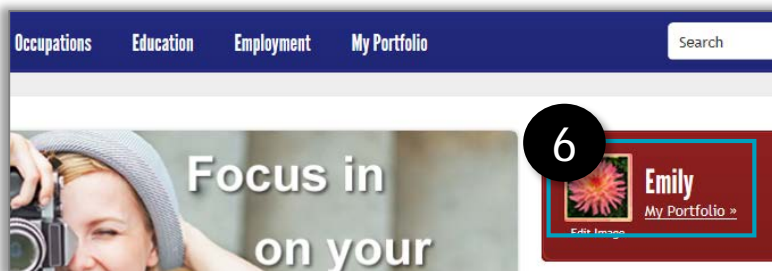 Occupations Education Employment My Portfolio Search
Focus in
on your
6
Emily
My Portfolio »
Edit Image